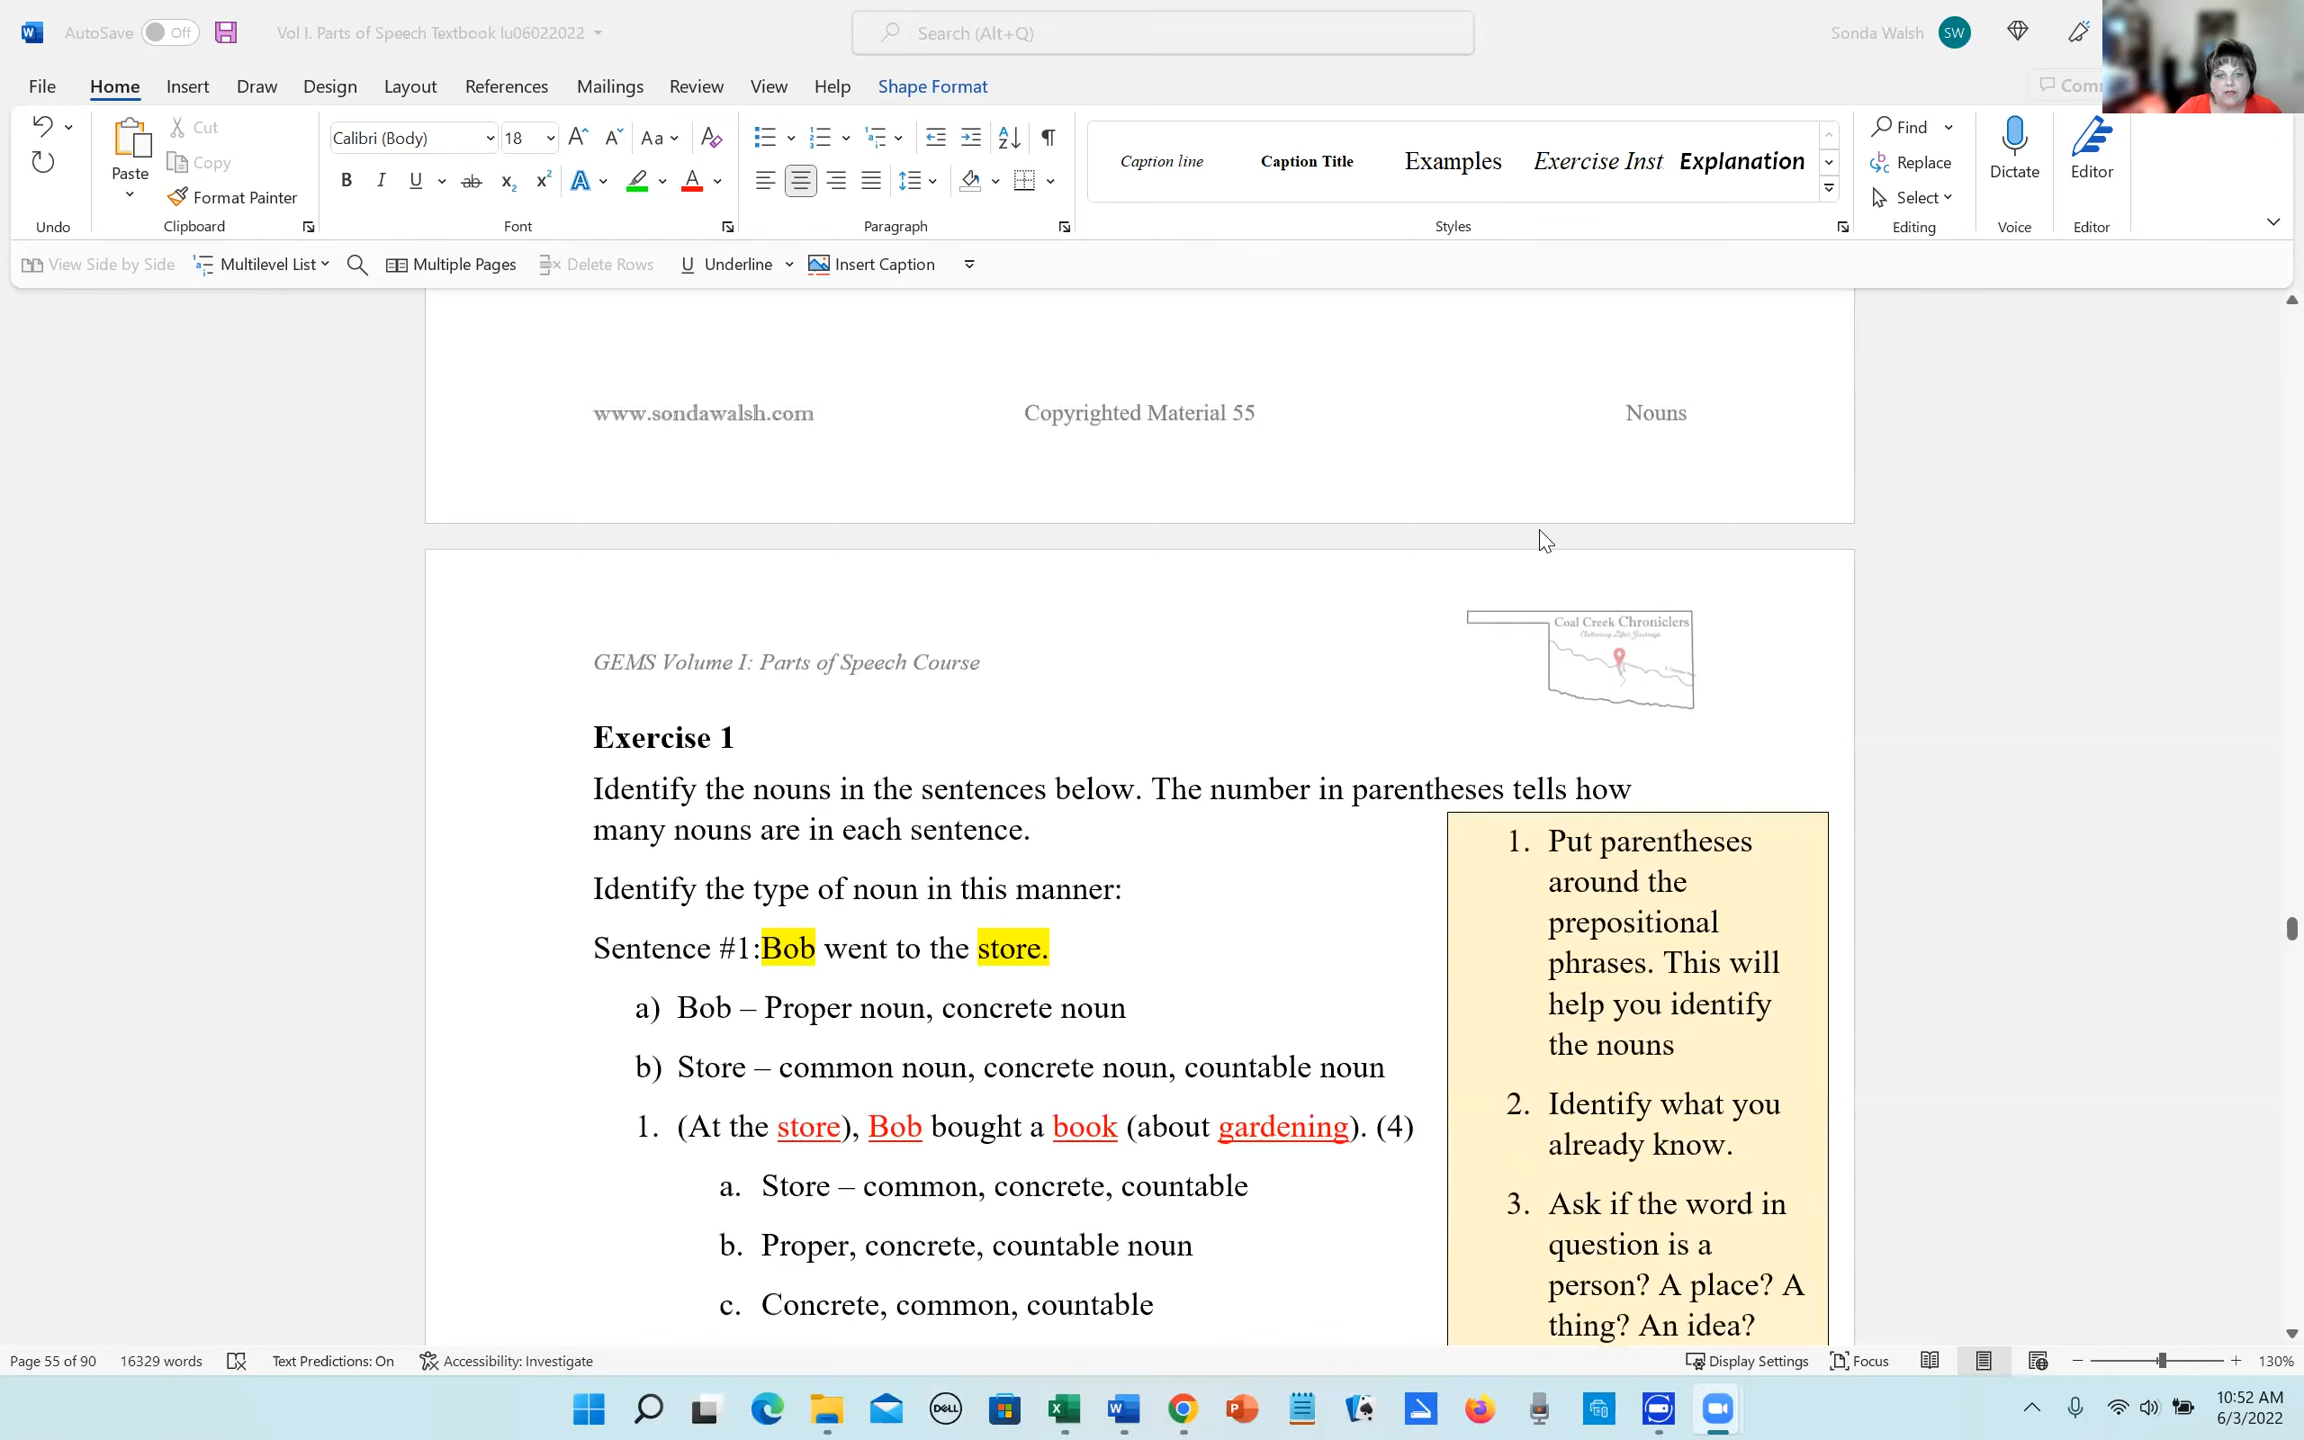 AutoSave Off Vol I. Parts of Speech Textbook lu06022022 Search (Alt+Q) Sonda Walsh SW
File Home Insert Draw Design Layout References Mailings Review View Help Shape Format
Undo
Paste
Cut
Copy
Format Painter
Clipboard
Calibri (Body) 18
Font
Paragraph
Caption line Caption Title Examples Exercise Inst Explanation
Styles
Find
Replace
Select
Editing
Dictate
Voice
Editor
Editor
View Side by Side Multilevel List Multiple Pages Delete Rows Underline Insert Caption
www.sondawalsh.com Copyrighted Material 55 Nouns
Coal Creek Chroniclers
GEMS Volume I: Parts of Speech Course
Exercise 1
Identify the nouns in the sentences below. The number in parentheses tells how
many nouns are in each sentence.
Identify the type of noun in this manner:
Sentence #1:Bob went to the store.
a) Bob – Proper noun, concrete noun
b) Store – common noun, concrete noun, countable noun
1. (At the store), Bob bought a book (about gardening). (4)
a. Store – common, concrete, countable
b. Proper, concrete, countable noun
c. Concrete, common, countable
1. Put parentheses
around the
prepositional
phrases. This will
help you identify
the nouns
2. Identify what you
already know.
3. Ask if the word in
question is a
person? A place? A
thing? An idea?
Page 55 of 90 16329 words Text Predictions: On Accessibility: Investigate Display Settings Focus 130%
DELL
10:52 AM
6/3/2022